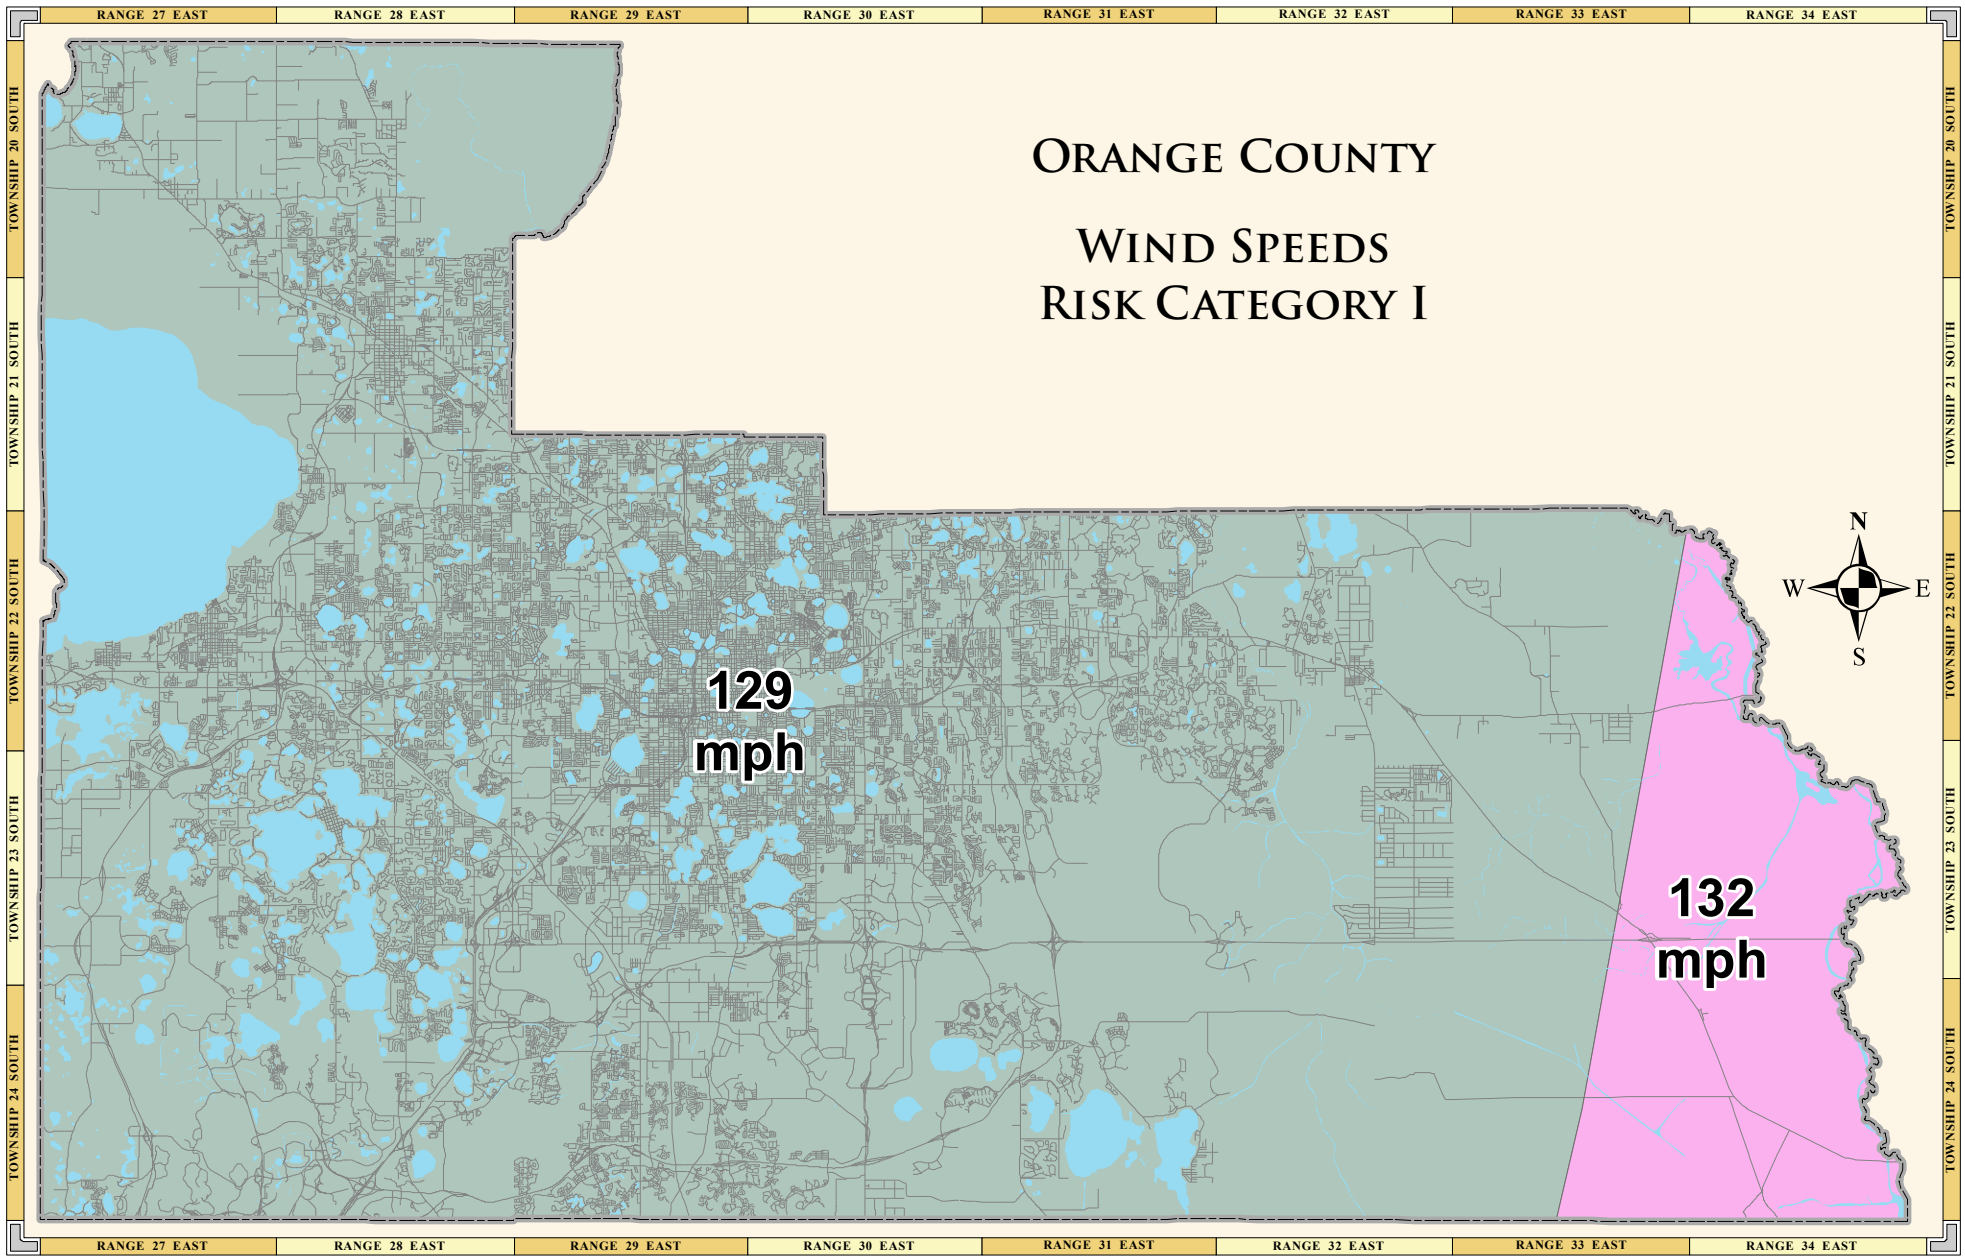 RANGE 27 EAST
RANGE 28 EAST
RANGE 29 EAST
RANGE 30 EAST
RANGE 31 EAST
RANGE 32 EAST
RANGE 33 EAST
RANGE 34 EAST
TOWNSHIP 20 SOUTH
TOWNSHIP 21 SOUTH
TOWNSHIP 22 SOUTH
TOWNSHIP 23 SOUTH
TOWNSHIP 24 SOUTH
ORANGE COUNTY
WIND SPEEDS
RISK CATEGORY I
N
W
E
S
129
mph
132
mph
TOWNSHIP 20 SOUTH
TOWNSHIP 21 SOUTH
TOWNSHIP 22 SOUTH
TOWNSHIP 23 SOUTH
TOWNSHIP 24 SOUTH
RANGE 27 EAST
RANGE 28 EAST
RANGE 29 EAST
RANGE 30 EAST
RANGE 31 EAST
RANGE 32 EAST
RANGE 33 EAST
RANGE 34 EAST